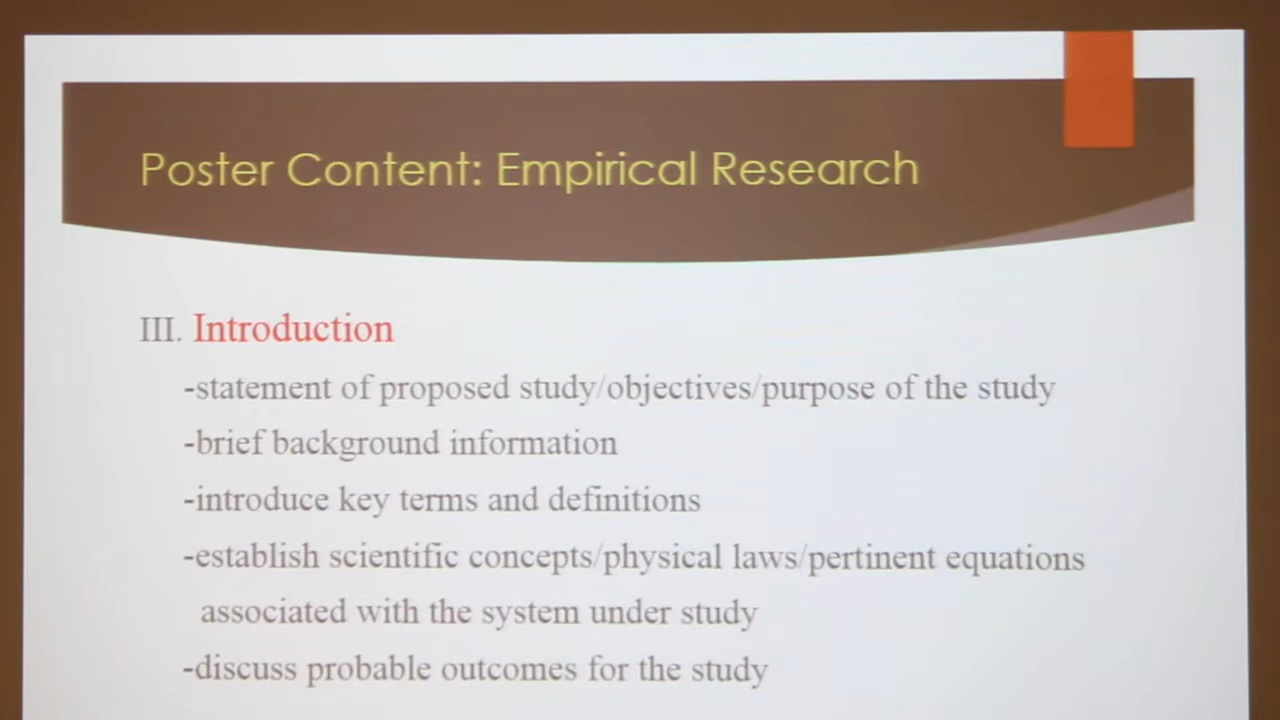 Poster Content: Empirical Research
III. Introduction
-statement of proposed study/objectives/purpose of the study
-brief background information
-introduce key terms and definitions
-establish scientific concepts/physical laws/pertinent equations
associated with the system under study
-discuss probable outcomes for the study